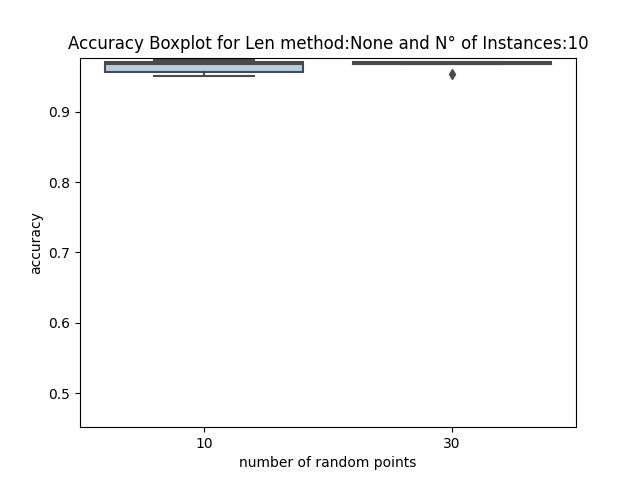 Accuracy Boxplot for Len method:None and N° of Instances:10
accuracy
0.9
0.8
0.7
0.6
0.5
10
30
number of random points